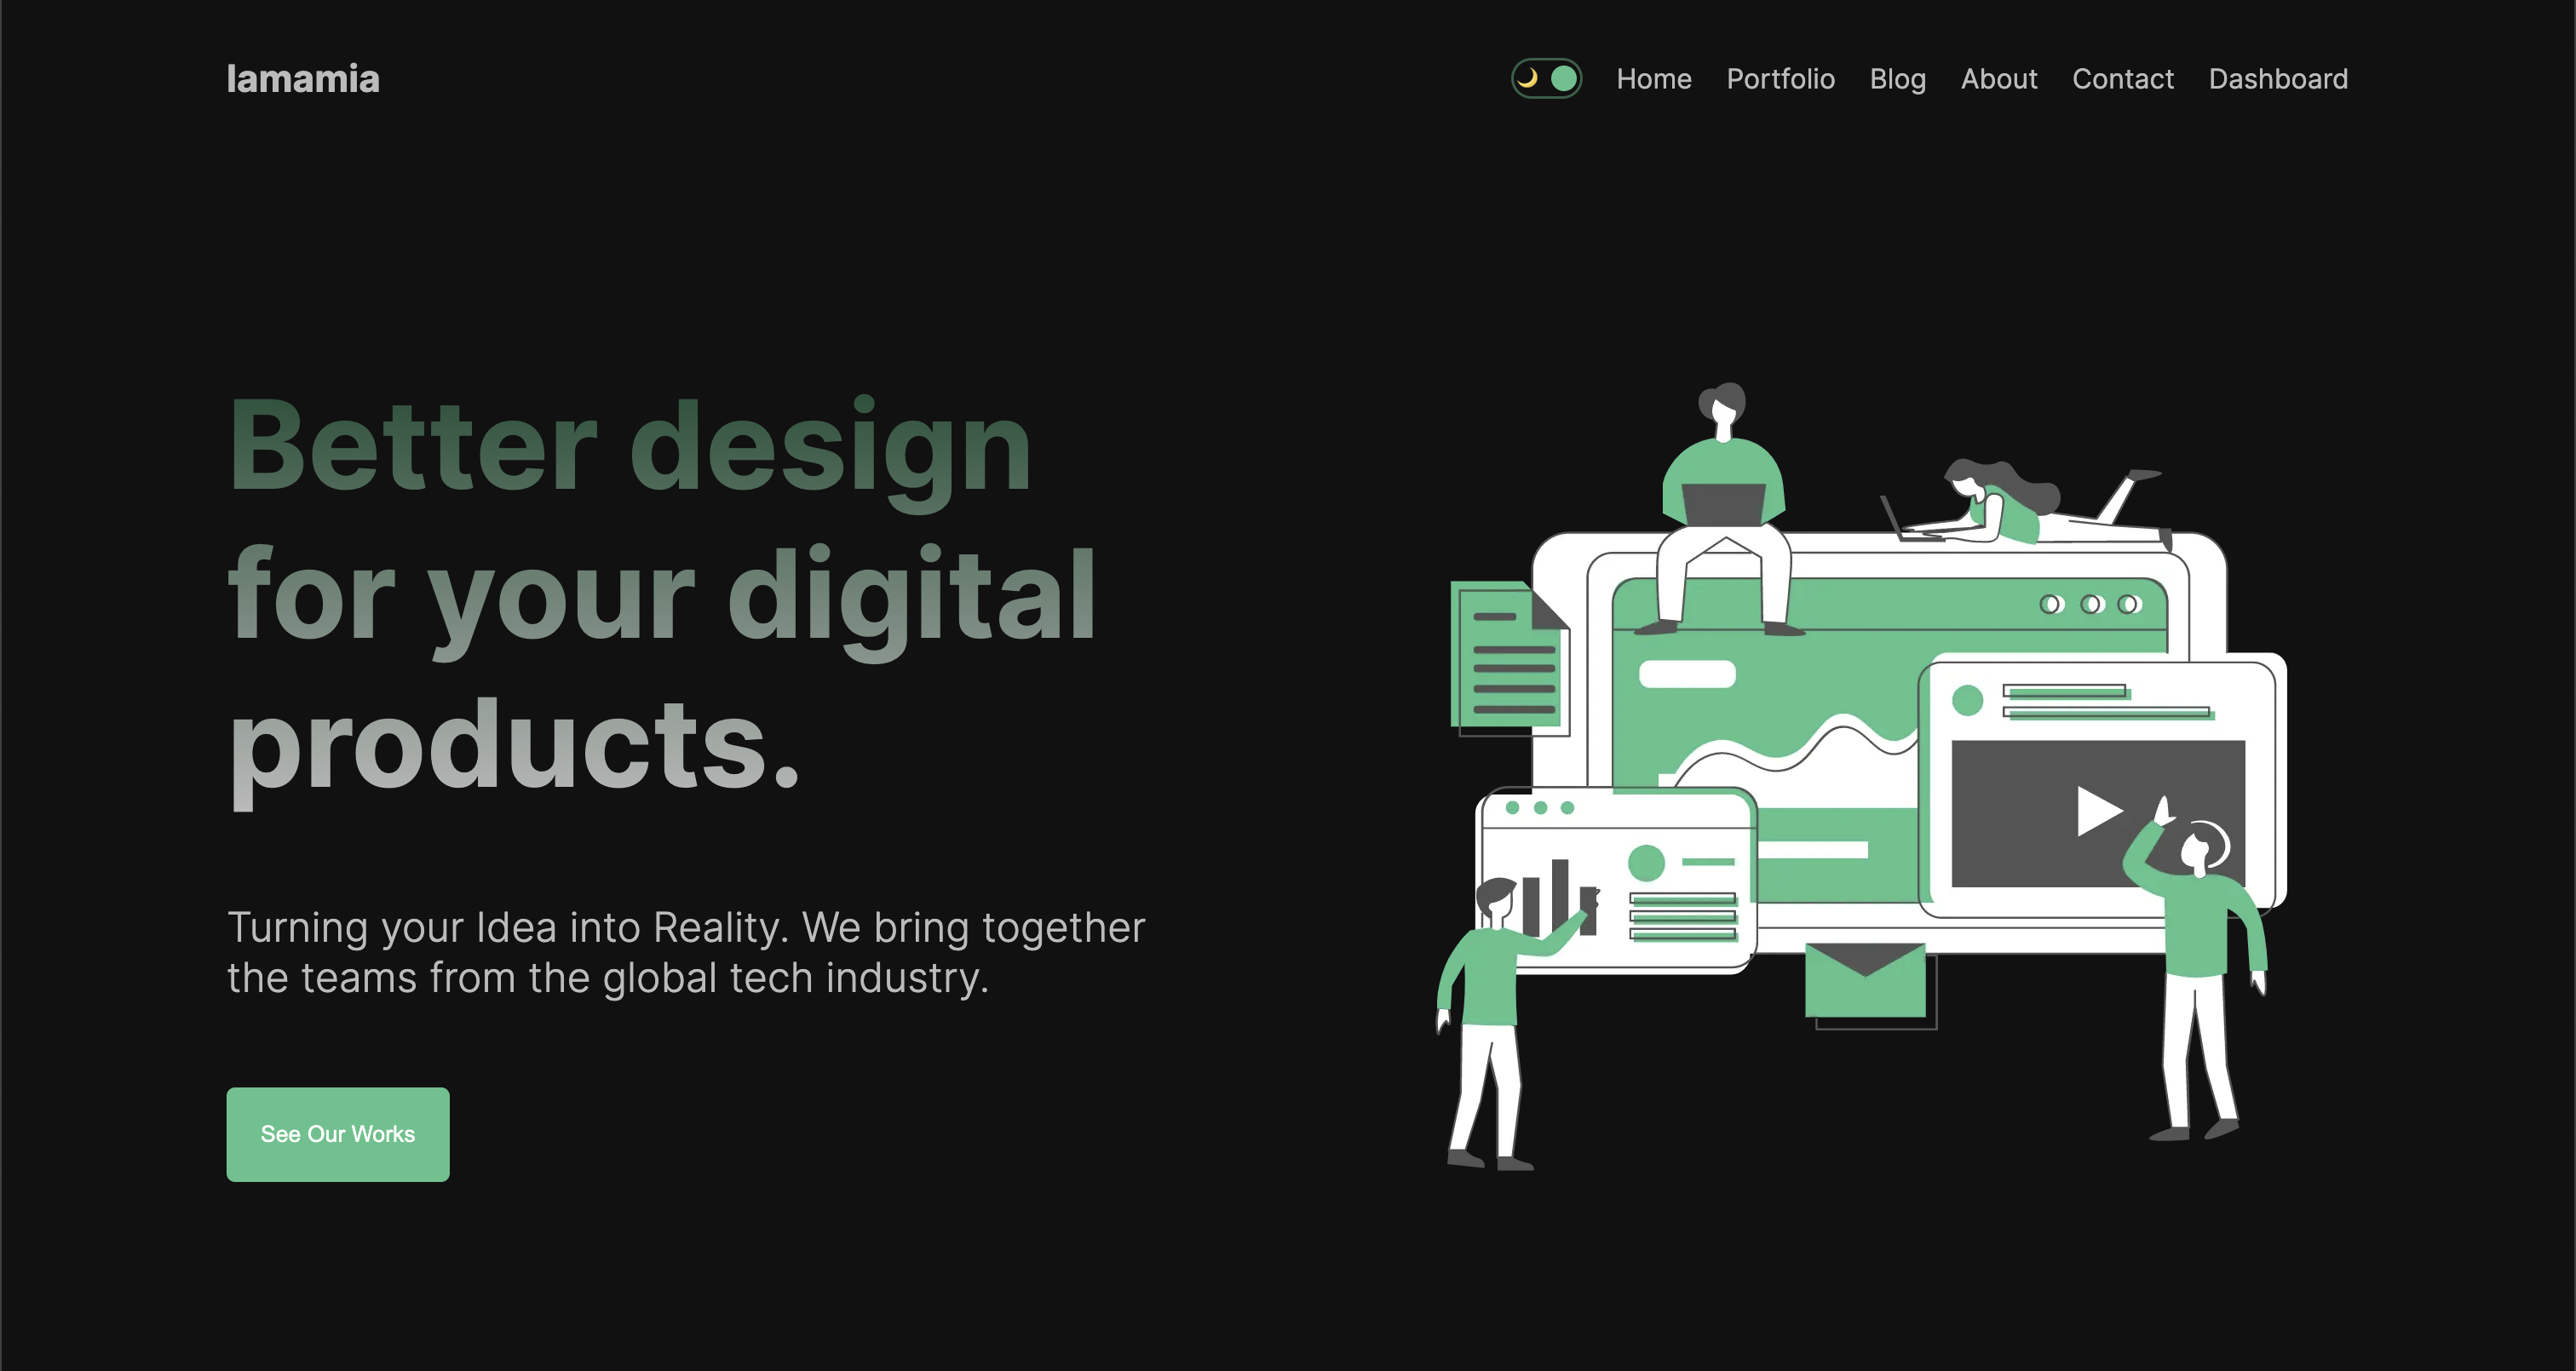 lamamia
🌙 Home Portfolio Blog About Contact Dashboard
Better design
for your digital
products.
Turning your Idea into Reality. We bring together
the teams from the global tech industry.
See Our Works